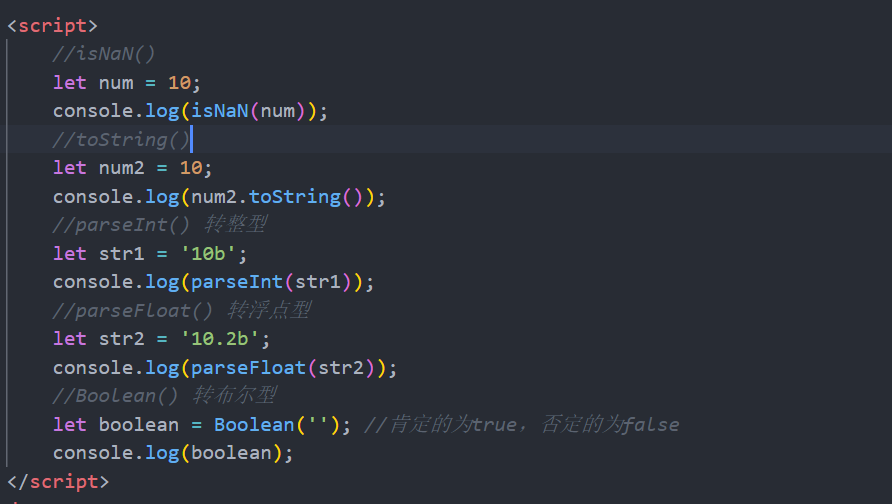 <script>
//isNaN()
let num = 10;
console.log(isNaN(num));
//toString()
let num2 = 10;
console.log(num2.toString());
//parseInt() 转整型
let str1 = '10b';
console.log(parseInt(str1));
//parseFloat() 转浮点型
let str2 = '10.2b';
console.log(parseFloat(str2));
//Boolean() 转布尔型
let boolean = Boolean(''); //肯定的为true，否定的为false
console.log(boolean);
</script>